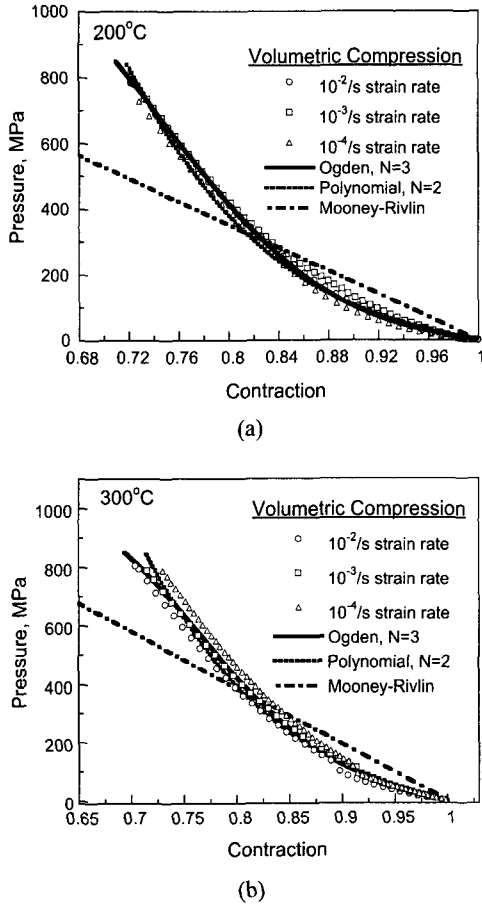 200°C
Volumetric Compression
10⁻²/s strain rate
10⁻³/s strain rate
10⁻⁴/s strain rate
Ogden, N=3
Polynomial, N=2
Mooney-Rivlin
Pressure, MPa
1000
800
600
400
200
0
0.68 0.72 0.76 0.8 0.84 0.88 0.92 0.96 1
Contraction
(a)
300°C
Volumetric Compression
10⁻²/s strain rate
10⁻³/s strain rate
10⁻⁴/s strain rate
Ogden, N=3
Polynomial, N=2
Mooney-Rivlin
Pressure, MPa
1000
800
600
400
200
0
0.65 0.7 0.75 0.8 0.85 0.9 0.95 1
Contraction
(b)